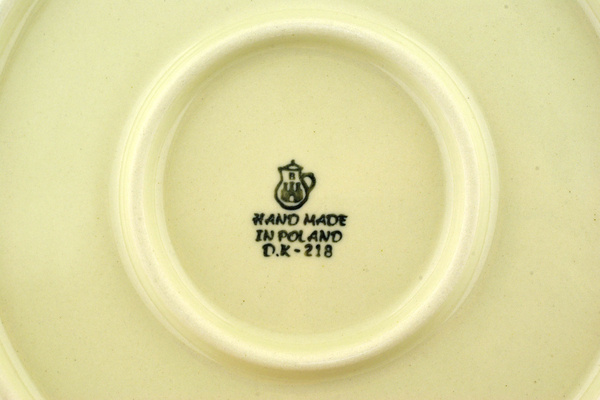 B
HAND MADE
IN POLAND
D.K-218